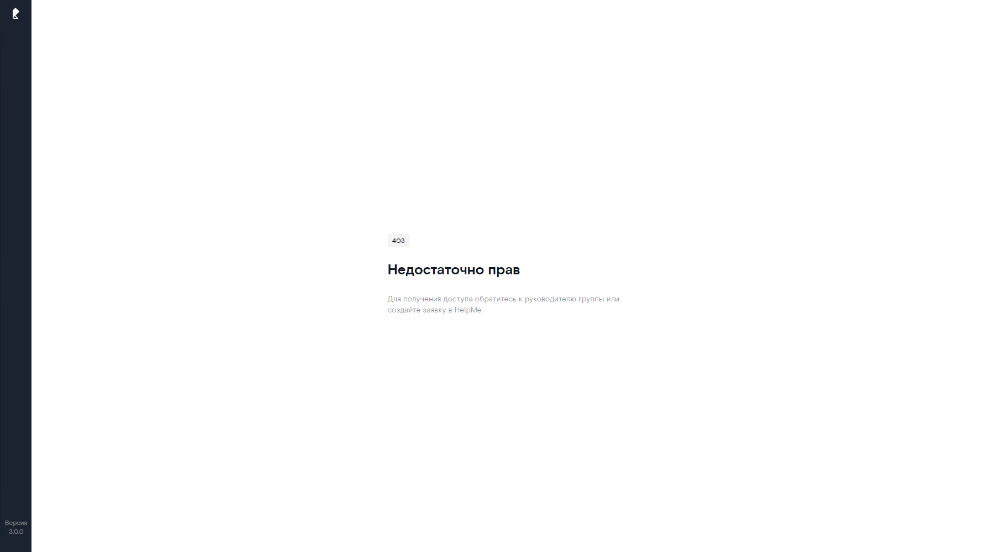 403
Недостаточно прав
Для получения доступа обратитесь к руководителю группы или
создайте заявку в HelpMe
Версия
3.0.0